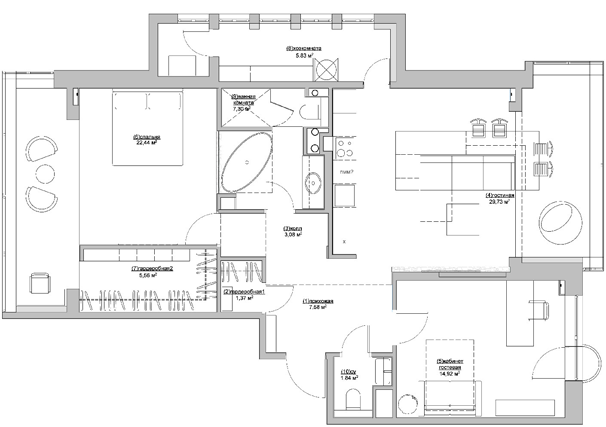 (9)хозкомната
5.83 м²
(8)ванная
комната
7,30 м²
(6)спальня
22,44 м²
(4)гостиная
29,73 м²
(3)холл
3,08 м²
(7)гардеробная2
5,66 м²
(2)гардеробная1
1,37 м²
(1)прихожая
7,58 м²
(5)кабинет
гостевая
14,92 м²
(10)су
1.84 м²